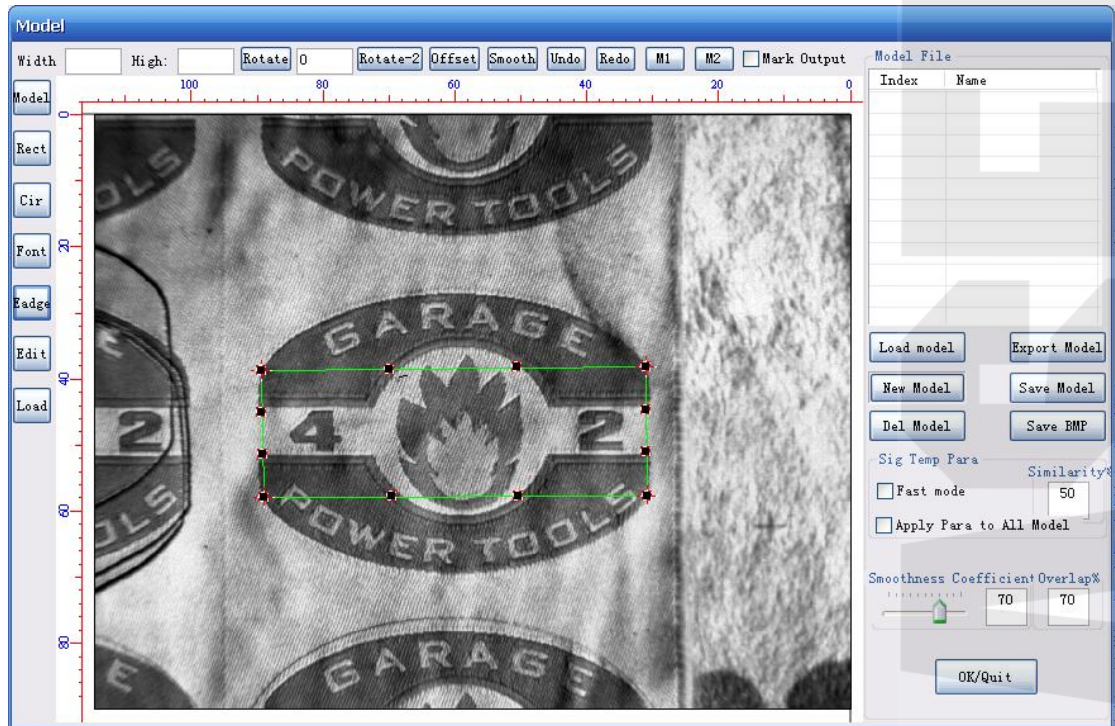 Model
Width High: Rotate 0 Rotate-2 Offset Smooth Undo Redo M1 M2 Mark Output
Model File
Index Name
100 80 60 40 20 0
Model
Rect
Cir
Font
Eadge
Edit
Load
0
20
40
60
80
OOLS
POWER TOOLS
GARAGE
4 2
POWER TOOLS
E
2
OLS
E
GARAGE
Load model Export Model
New Model Save Model
Del Model Save BMP
Sig Temp Para
Similarity%
Fast mode 50
Apply Para to All Model
Smoothness Coefficient Overlap%
70 70
OK/Quit